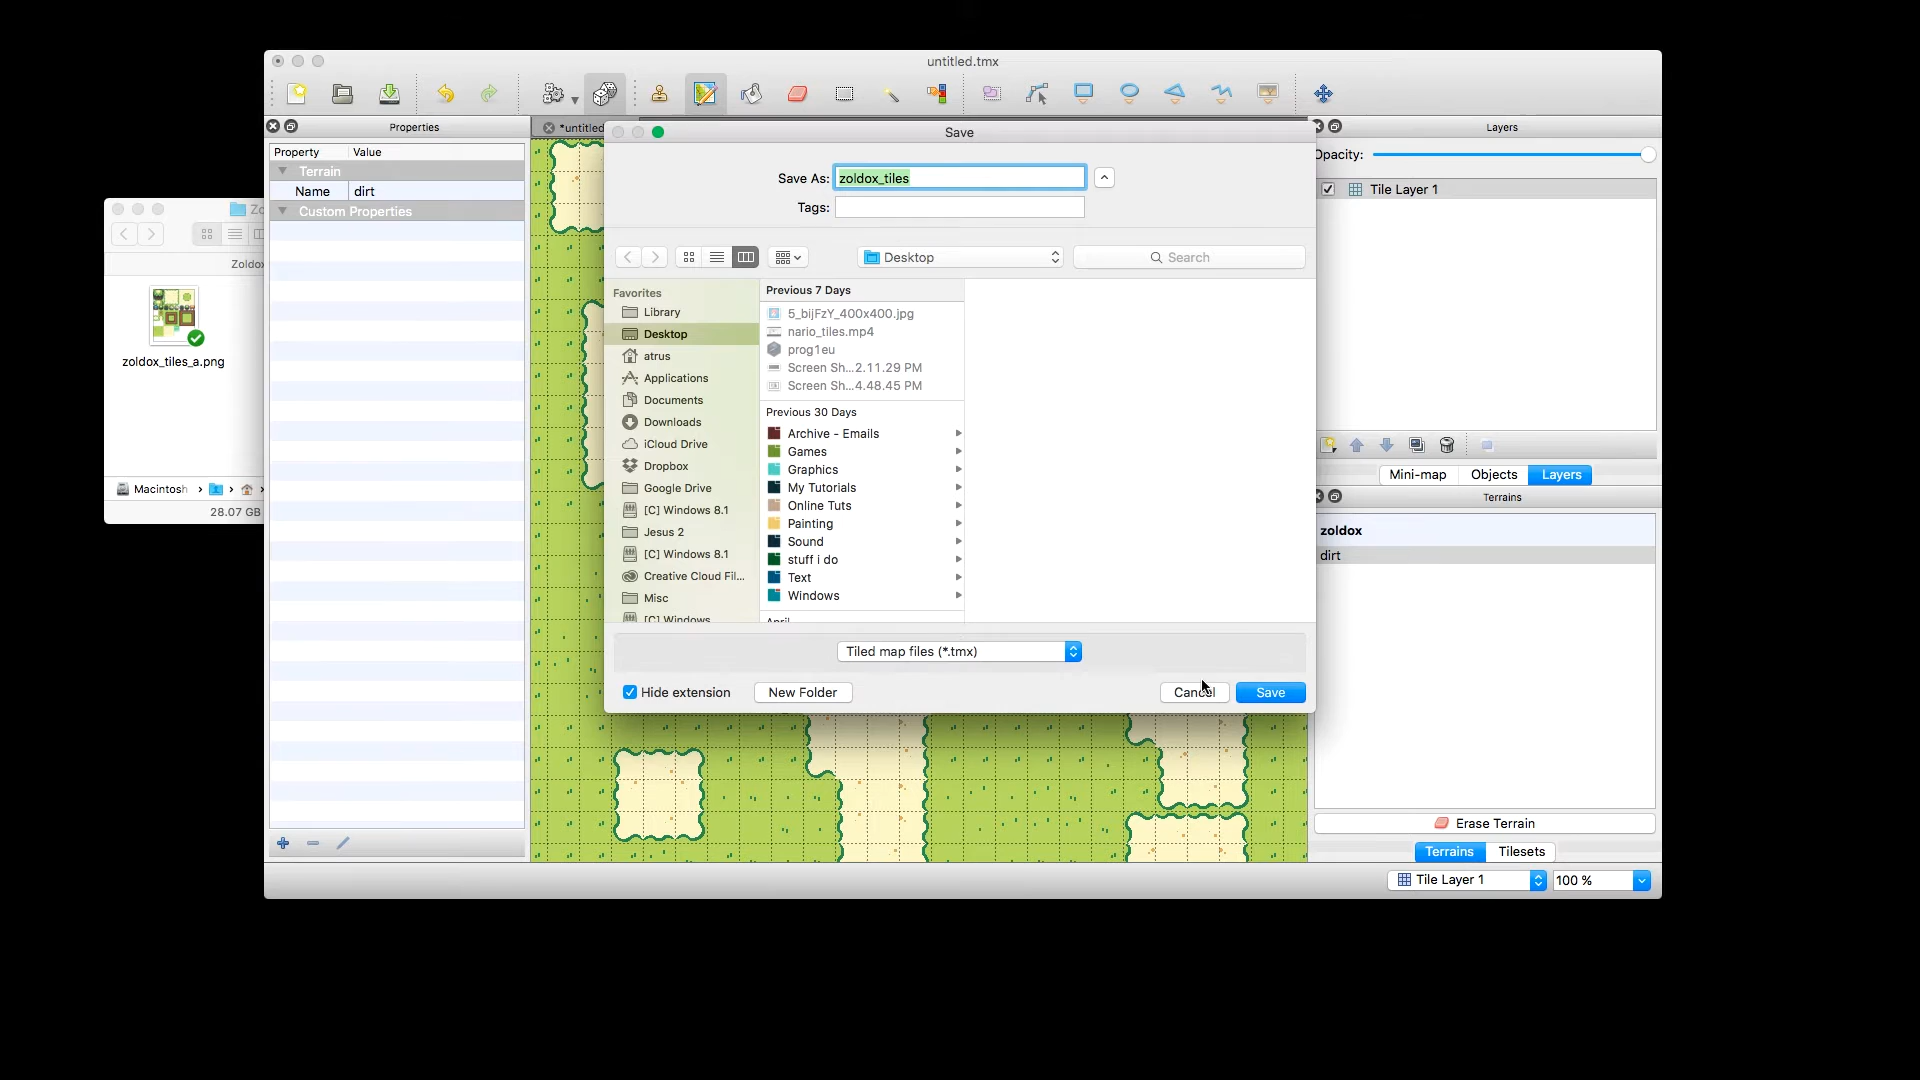 untitled.tmx
Properties
Property Value
Terrain
Name dirt
Custom Properties
zoldox_tiles_a.png
Macintosh
28.07 GB
*untitled
Save
Save As: zoldox_tiles
Tags:
Desktop
Search
Favorites
Library
Desktop
atrus
Applications
Documents
Downloads
iCloud Drive
Dropbox
Google Drive
[C] Windows 8.1
Jesus 2
[C] Windows 8.1
Creative Cloud Fil...
Misc
[C] Windows
Previous 7 Days
5_bijFzY_400x400.jpg
nario_tiles.mp4
prog1eu
Screen Sh...2.11.29 PM
Screen Sh...4.48.45 PM
Previous 30 Days
Archive - Emails
Games
Graphics
My Tutorials
Online Tuts
Painting
Sound
stuff i do
Text
Windows
April
Tiled map files (*.tmx)
Hide extension
New Folder
Cancel
Save
Layers
Opacity:
Tile Layer 1
Mini-map Objects Layers
Terrains
zoldox
dirt
Erase Terrain
Terrains Tilesets
Tile Layer 1
100 %